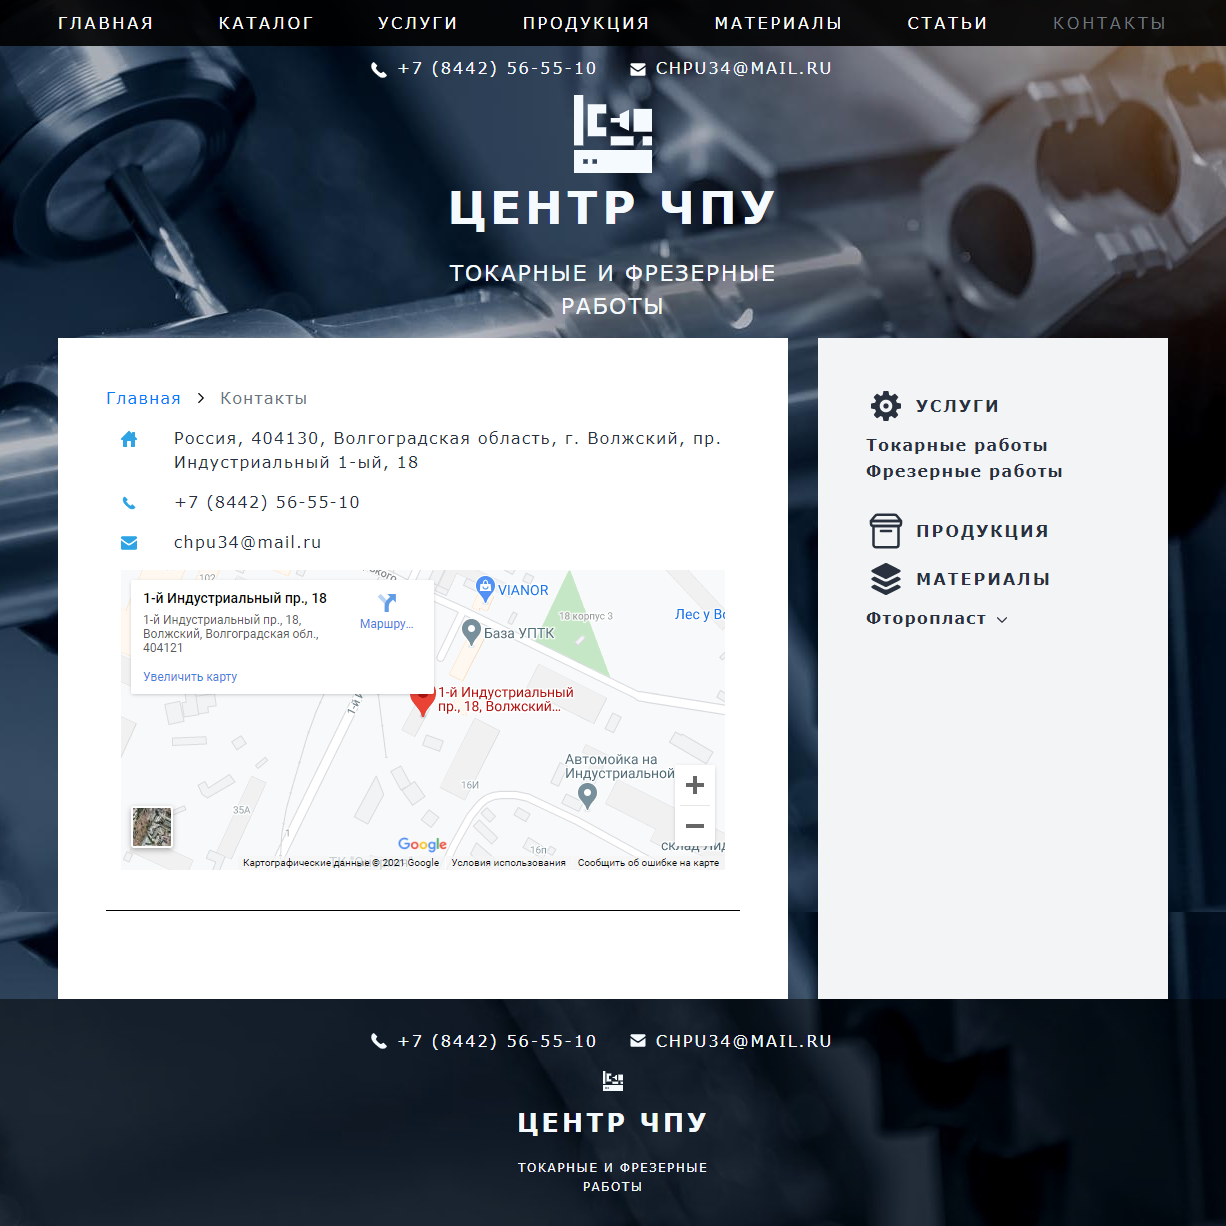 ГЛАВНАЯ КАТАЛОГ УСЛУГИ ПРОДУКЦИЯ МАТЕРИАЛЫ СТАТЬИ КОНТАКТЫ
+7 (8442) 56-55-10 CHPU34@MAIL.RU
ЦЕНТР ЧПУ
ТОКАРНЫЕ И ФРЕЗЕРНЫЕ
РАБОТЫ
Главная > Контакты
Россия, 404130, Волгоградская область, г. Волжский, пр.
Индустриальный 1-ый, 18
+7 (8442) 56-55-10
chpu34@mail.ru
102
1-й Индустриальный пр., 18
1-й Индустриальный пр., 18,
Волжский, Волгоградская обл.,
404121
Маршру...
Увеличить карту
VIANOR
База УПТК
18 корпус 3
Лес у
1-й Индустриальный
пр., 18, Волжский...
1-й
Автомойка на
Индустриальной
16И
35А
1
16п
склад
Google
Картографические данные © 2021 Google Условия использования Сообщить об ошибке на карте
УСЛУГИ
Токарные работы
Фрезерные работы
ПРОДУКЦИЯ
МАТЕРИАЛЫ
Фторопласт
+7 (8442) 56-55-10 CHPU34@MAIL.RU
ЦЕНТР ЧПУ
ТОКАРНЫЕ И ФРЕЗЕРНЫЕ
РАБОТЫ